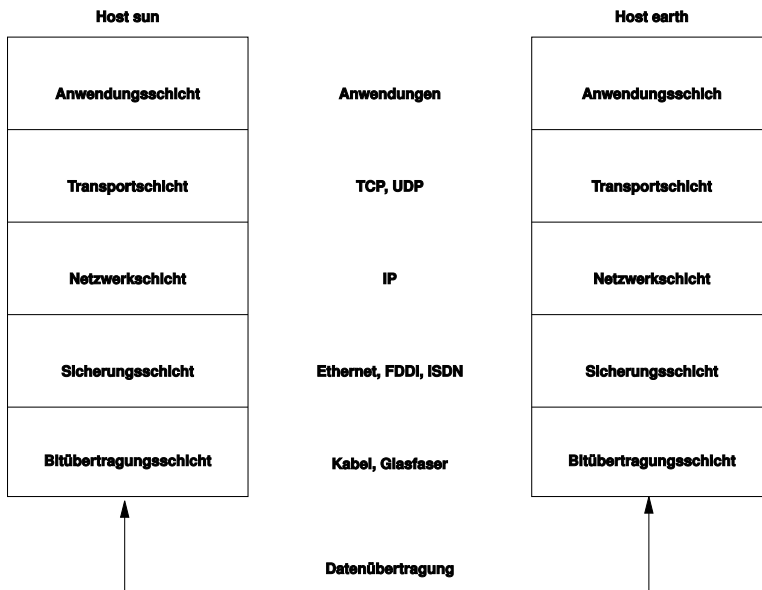 Host sun Host earth
Anwendungsschicht Anwendungen Anwendungsschich
Transportschicht TCP, UDP Transportschicht
Netzwerkschicht IP Netzwerkschicht
Sicherungsschicht Ethernet, FDDI, ISDN Sicherungsschicht
Bitübertragungsschicht Kabel, Glasfaser Bitübertragungsschicht
Datenübertragung